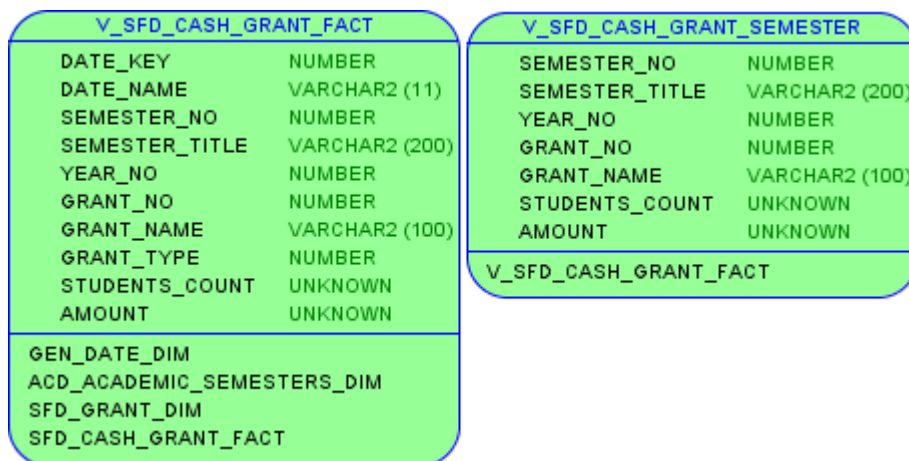 V_SFD_CASH_GRANT_FACT
DATE_KEY NUMBER
DATE_NAME VARCHAR2 (11)
SEMESTER_NO NUMBER
SEMESTER_TITLE VARCHAR2 (200)
YEAR_NO NUMBER
GRANT_NO NUMBER
GRANT_NAME VARCHAR2 (100)
GRANT_TYPE NUMBER
STUDENTS_COUNT UNKNOWN
AMOUNT UNKNOWN
GEN_DATE_DIM
ACD_ACADEMIC_SEMESTERS_DIM
SFD_GRANT_DIM
SFD_CASH_GRANT_FACT
V_SFD_CASH_GRANT_SEMESTER
SEMESTER_NO NUMBER
SEMESTER_TITLE VARCHAR2 (200)
YEAR_NO NUMBER
GRANT_NO NUMBER
GRANT_NAME VARCHAR2 (100)
STUDENTS_COUNT UNKNOWN
AMOUNT UNKNOWN
V_SFD_CASH_GRANT_FACT